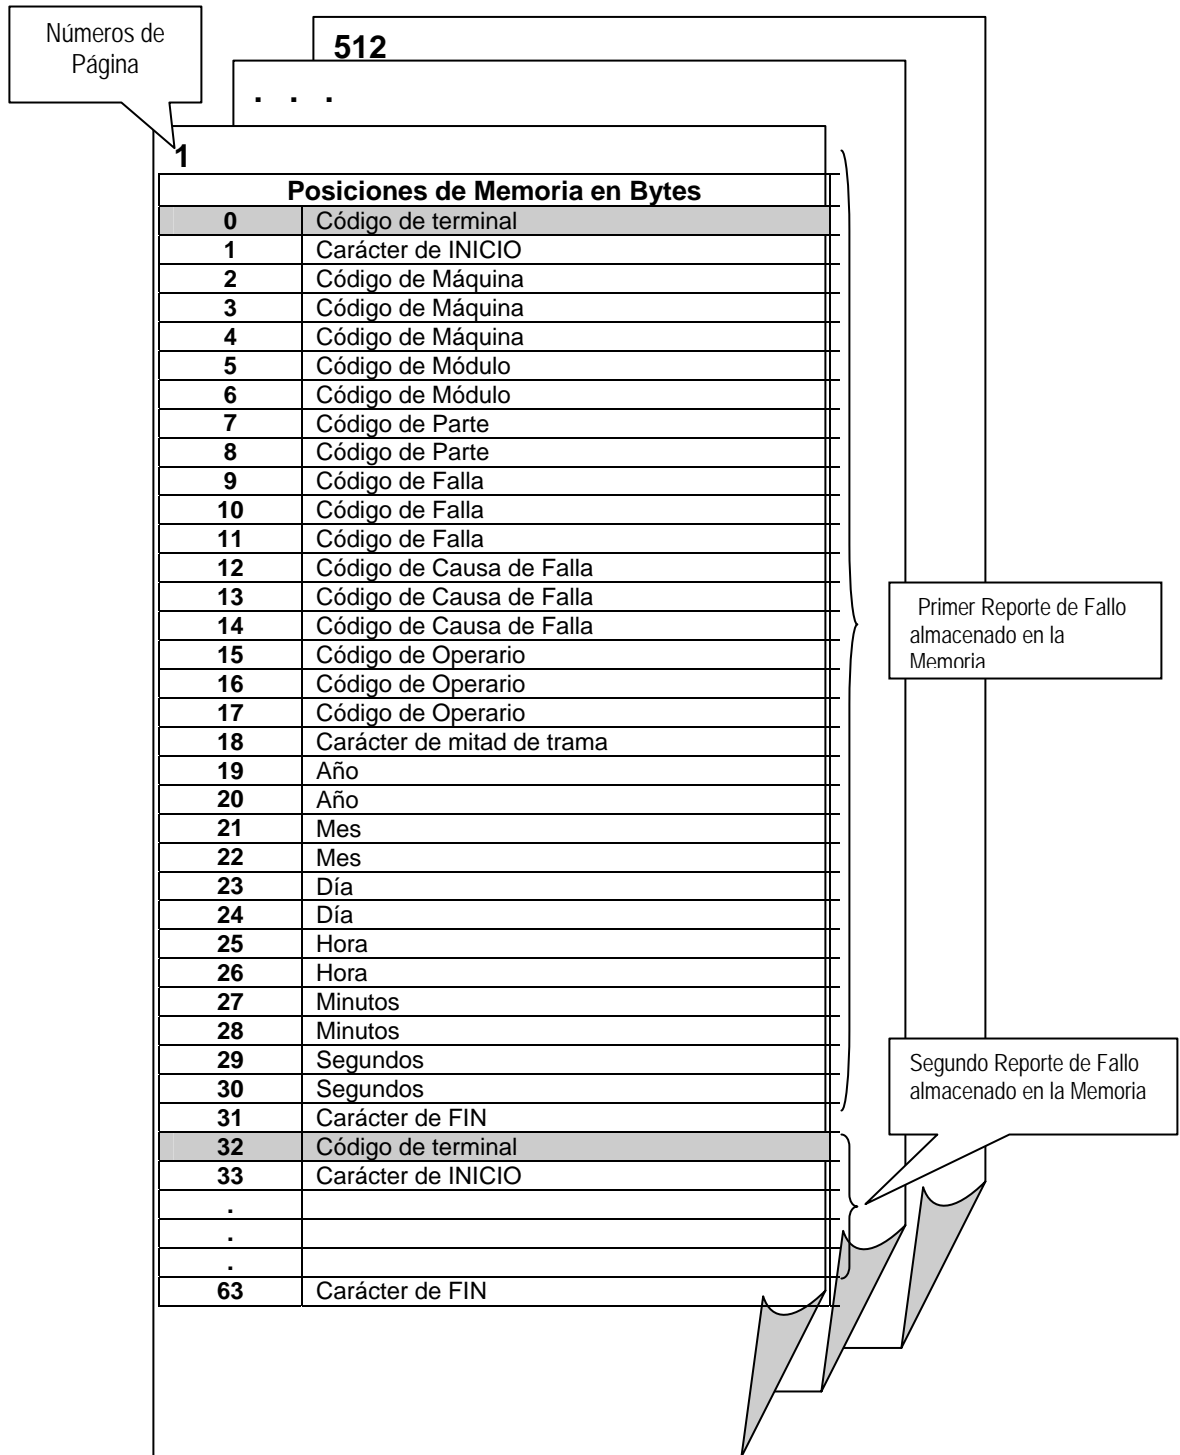 Números de
Página
512
. . .
1
Posiciones de Memoria en Bytes
0 Código de terminal
1 Carácter de INICIO
2 Código de Máquina
3 Código de Máquina
4 Código de Máquina
5 Código de Módulo
6 Código de Módulo
7 Código de Parte
8 Código de Parte
9 Código de Falla
10 Código de Falla
11 Código de Falla
12 Código de Causa de Falla
13 Código de Causa de Falla
14 Código de Causa de Falla
15 Código de Operario
16 Código de Operario
17 Código de Operario
18 Carácter de mitad de trama
19 Año
20 Año
21 Mes
22 Mes
23 Día
24 Día
25 Hora
26 Hora
27 Minutos
28 Minutos
29 Segundos
30 Segundos
31 Carácter de FIN
32 Código de terminal
33 Carácter de INICIO
.
.
.
63 Carácter de FIN
Primer Reporte de Fallo
almacenado en la
Memoria
Segundo Reporte de Fallo
almacenado en la Memoria